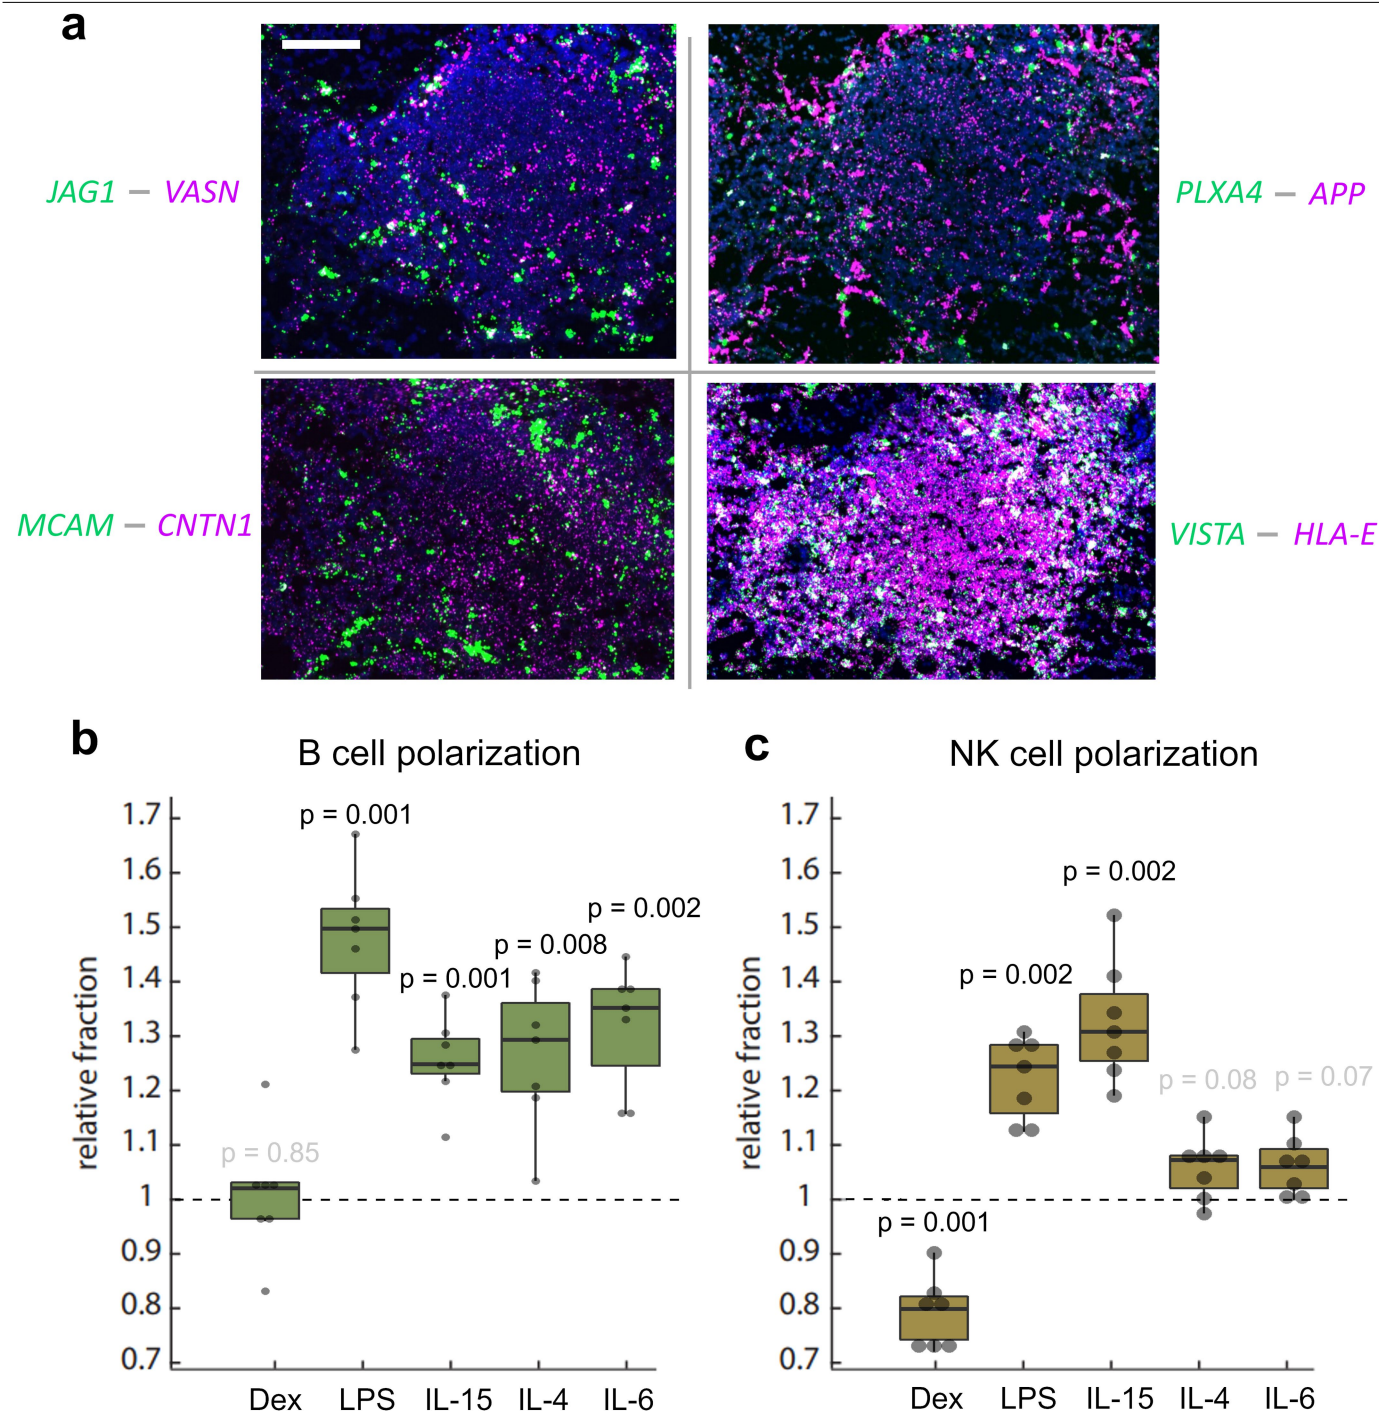 a
JAG1 – VASN
PLXA4 – APP
MCAM – CNTN1
VISTA – HLA-E
b
B cell polarization
relative fraction
1.7
1.6
1.5
1.4
1.3
1.2
1.1
1
0.9
0.8
0.7
p = 0.85
p = 0.001
p = 0.001
p = 0.008
p = 0.002
Dex LPS IL-15 IL-4 IL-6
c
NK cell polarization
relative fraction
1.7
1.6
1.5
1.4
1.3
1.2
1.1
1
0.9
0.8
0.7
p = 0.001
p = 0.002
p = 0.002
p = 0.08
p = 0.07
Dex LPS IL-15 IL-4 IL-6